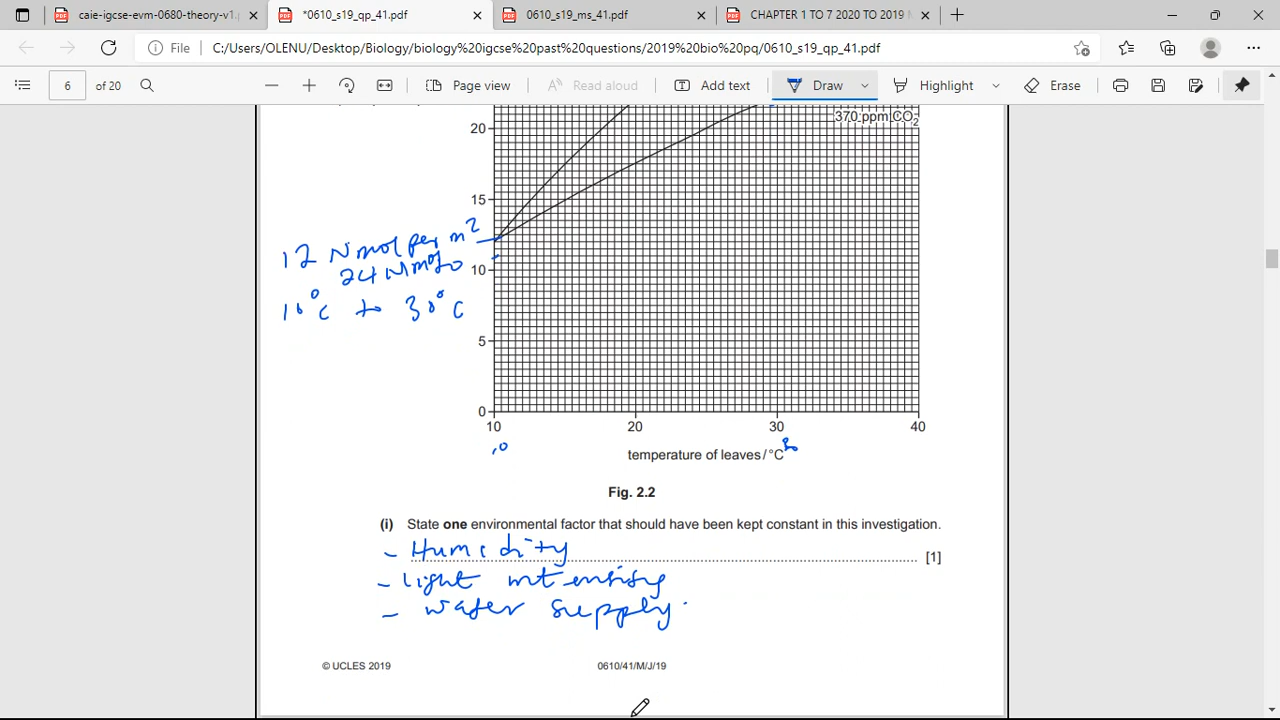 caie-igcse-evm-0680-theory-v1.
*0610_s19_qp_41.pdf
0610_s19_ms_41.pdf
CHAPTER 1 TO 7 2020 TO 2019
File
C:/Users/OLENU/Desktop/Biology/biology%20igcse%20past%20questions/2019%20bio%20pq/0610_s19_qp_41.pdf
6 of 20
Page view
Read aloud
Add text
Draw
Highlight
Erase
370 ppm CO2
20
15
12 Nmol per m2
24 Nmol
10
10°C to 30°C
5
0
10 20 30 40
10
temperature of leaves/°C
Fig. 2.2
(i) State one environmental factor that should have been kept constant in this investigation.
- Humidity [1]
- light intensity
- water supply
© UCLES 2019
0610/41/M/J/19